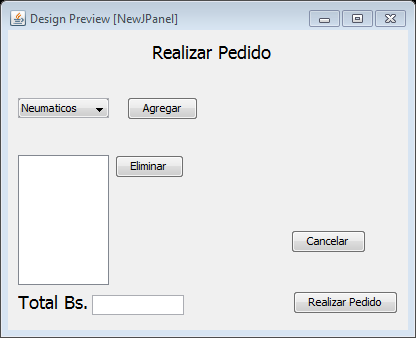 Design Preview [NewJPanel]
Realizar Pedido
Neumaticos Agregar
Eliminar
Cancelar
Total Bs. Realizar Pedido